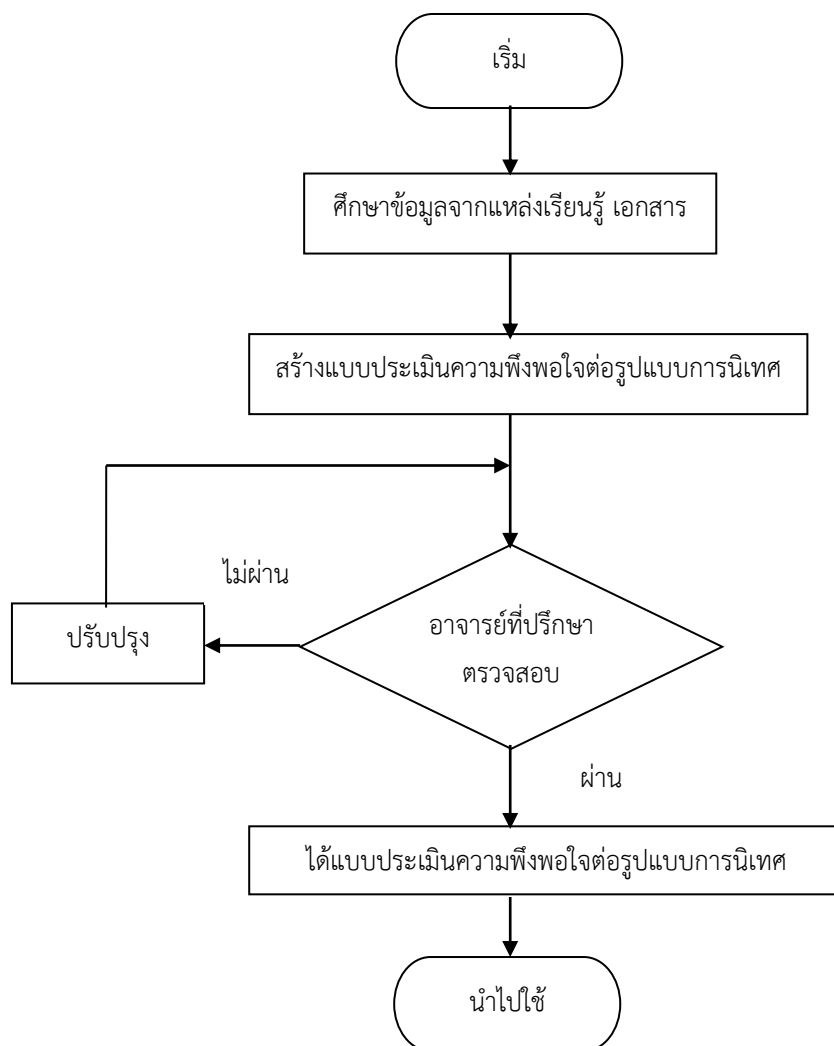 เริ่ม
ศึกษาข้อมูลจากแหล่งเรียนรู้ เอกสาร
สร้างแบบประเมินความพึงพอใจต่อรูปแบบการนิเทศ
ไม่ผ่าน
ปรับปรุง
อาจารย์ที่ปรึกษา
ตรวจสอบ
ผ่าน
ได้แบบประเมินความพึงพอใจต่อรูปแบบการนิเทศ
นำไปใช้